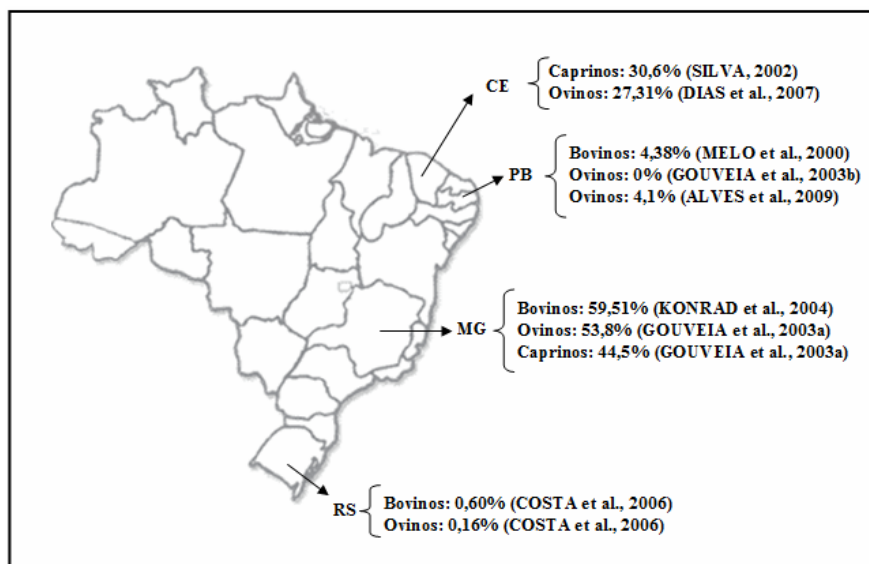 CE
Caprinos: 30,6% (SILVA, 2002)
Ovinos: 27,31% (DIAS et al., 2007)
PB
Bovinos: 4,38% (MELO et al., 2000)
Ovinos: 0% (GOUVEIA et al., 2003b)
Ovinos: 4,1% (ALVES et al., 2009)
MG
Bovinos: 59,51% (KONRAD et al., 2004)
Ovinos: 53,8% (GOUVEIA et al., 2003a)
Caprinos: 44,5% (GOUVEIA et al., 2003a)
RS
Bovinos: 0,60% (COSTA et al., 2006)
Ovinos: 0,16% (COSTA et al., 2006)